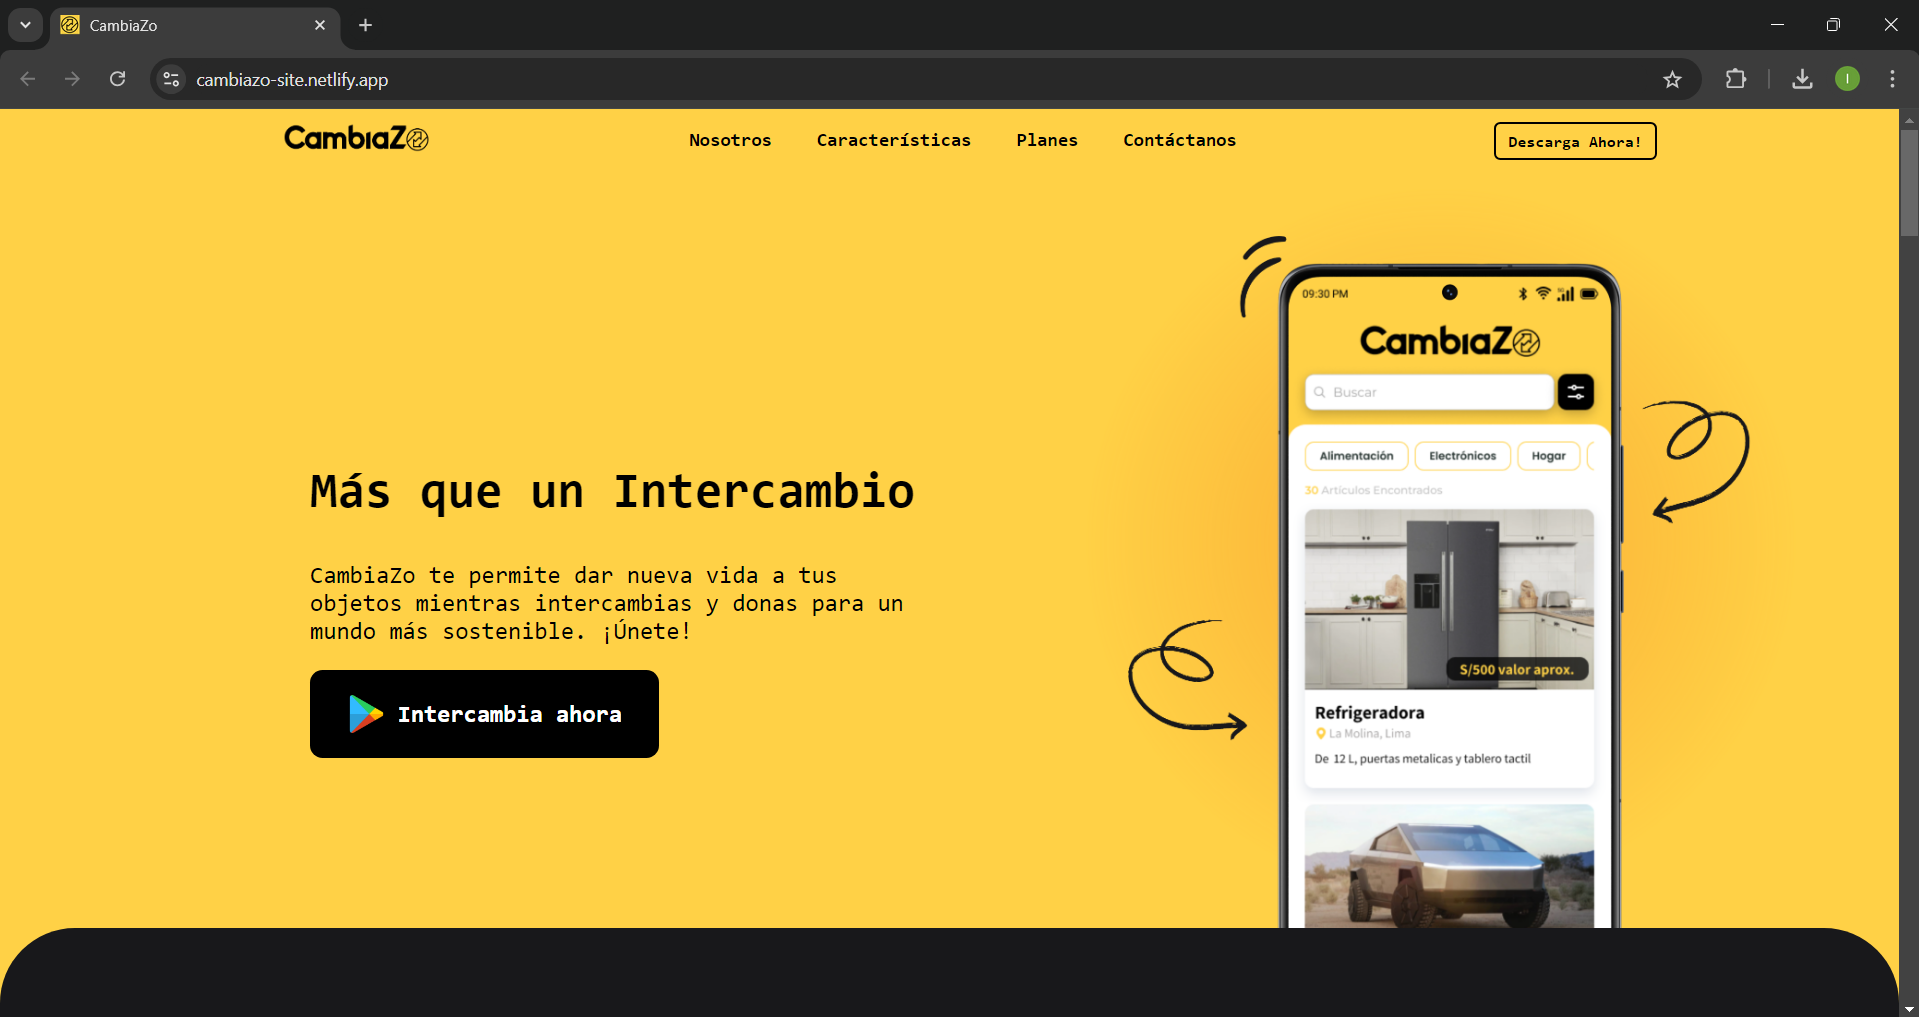 CambiaZo
cambiazo-site.netlify.app
I
CambiaZ
Nosotros
Características
Planes
Contáctanos
Descarga Ahora!
Más que un Intercambio
CambiaZo te permite dar nueva vida a tus
objetos mientras intercambias y donas para un
mundo más sostenible. ¡Únete!
Intercambia ahora
09:30 PM
CambiaZ
Buscar
Alimentación
Electrónicos
Hogar
30 Artículos Encontrados
S/500 valor aprox.
Refrigeradora
La Molina, Lima
De 12 L, puertas metalicas y tablero tactil